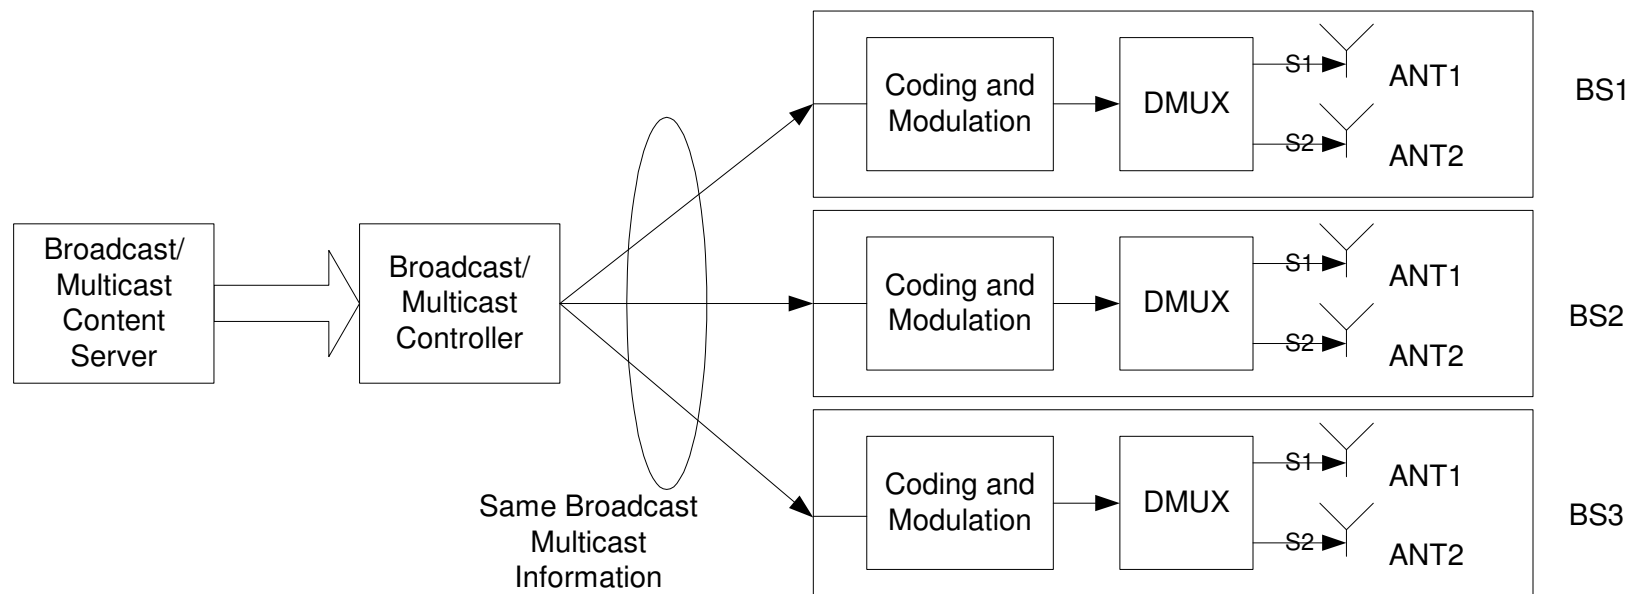 Broadcast/
Multicast
Content
Server
Broadcast/
Multicast
Controller
Same Broadcast
Multicast
Information
Coding and
Modulation
DMUX
S1
S2
ANT1
ANT2
BS1
Coding and
Modulation
DMUX
S1
S2
ANT1
ANT2
BS2
Coding and
Modulation
DMUX
S1
S2
ANT1
ANT2
BS3